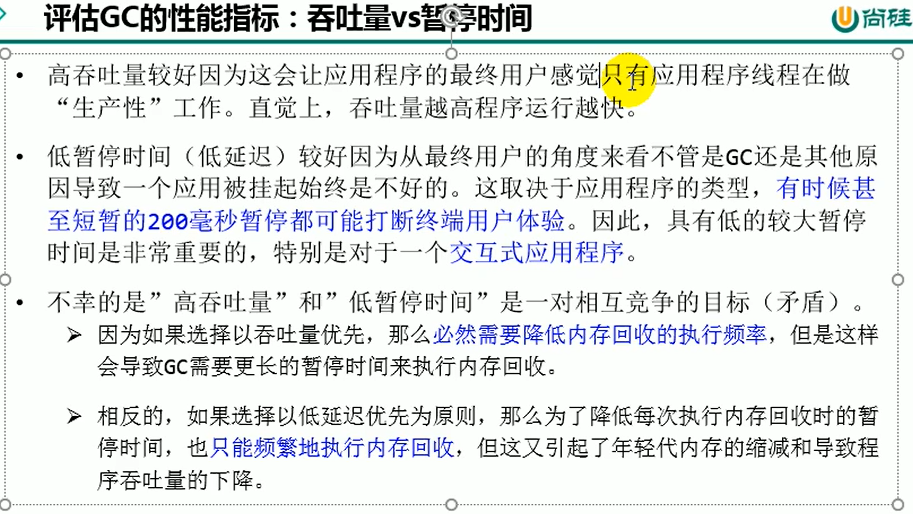 评估GC的性能指标：吞吐量vs暂停时间
尚硅
• 高吞吐量较好因为这会让应用程序的最终用户感觉只有应用程序线程在做
“生产性”工作。直觉上，吞吐量越高程序运行越快。
• 低暂停时间（低延迟）较好因为从最终用户的角度来看不管是GC还是其他原
因导致一个应用被挂起始终是不好的。这取决于应用程序的类型，有时候甚
至短暂的200毫秒暂停都可能打断终端用户体验。因此，具有低的较大暂停
时间是非常重要的，特别是对于一个交互式应用程序。
• 不幸的是”高吞吐量”和”低暂停时间”是一对相互竞争的目标（矛盾）。
➢ 因为如果选择以吞吐量优先，那么必然需要降低内存回收的执行频率，但是这样
会导致GC需要更长的暂停时间来执行内存回收。
➢ 相反的，如果选择以低延迟优先为原则，那么为了降低每次执行内存回收时的暂
停时间，也只能频繁地执行内存回收，但这又引起了年轻代内存的缩减和导致程
序吞吐量的下降。